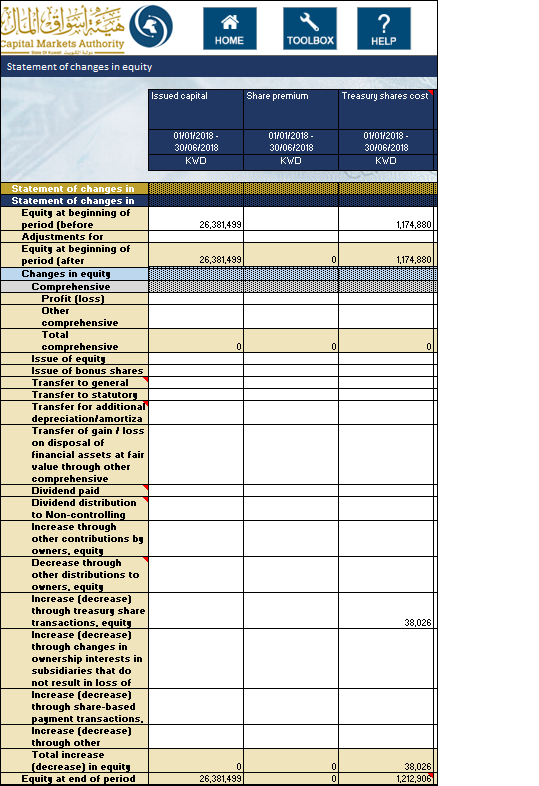 هيئة أسواق المال
Capital Markets Authority
HOME
TOOLBOX
HELP
Statement of changes in equity
Issued capital Share premium Treasury shares cost
01/01/2018 - 01/01/2018 - 01/01/2018 -
30/06/2018 30/06/2018 30/06/2018
KWD KWD KWD
Statement of changes in
Statement of changes in
Equity at beginning of
period (before 26,381,499 1,174,880
Adjustments for
Equity at beginning of
period (after 26,381,499 0 1,174,880
Changes in equity
Comprehensive
Profit (loss)
Other
comprehensive
Total
comprehensive 0 0 0
Issue of equity
Issue of bonus shares
Transfer to general
Transfer to statutory
Transfer for additional
depreciation/amortiza
Transfer of gain / loss
on disposal of
financial assets at fair
value through other
comprehensive
Dividend paid
Dividend distribution
to Non-controlling
Increase through
other contributions by
owners, equity
Decrease through
other distributions to
owners, equity
Increase (decrease)
through treasury share
transactions, equity 38,026
Increase (decrease)
through changes in
ownership interests in
subsidiaries that do
not result in loss of
Increase (decrease)
through share-based
payment transactions,
Increase (decrease)
through other
Total increase
(decrease) in equity 0 0 38,026
Equity at end of period 26,381,499 0 1,212,906